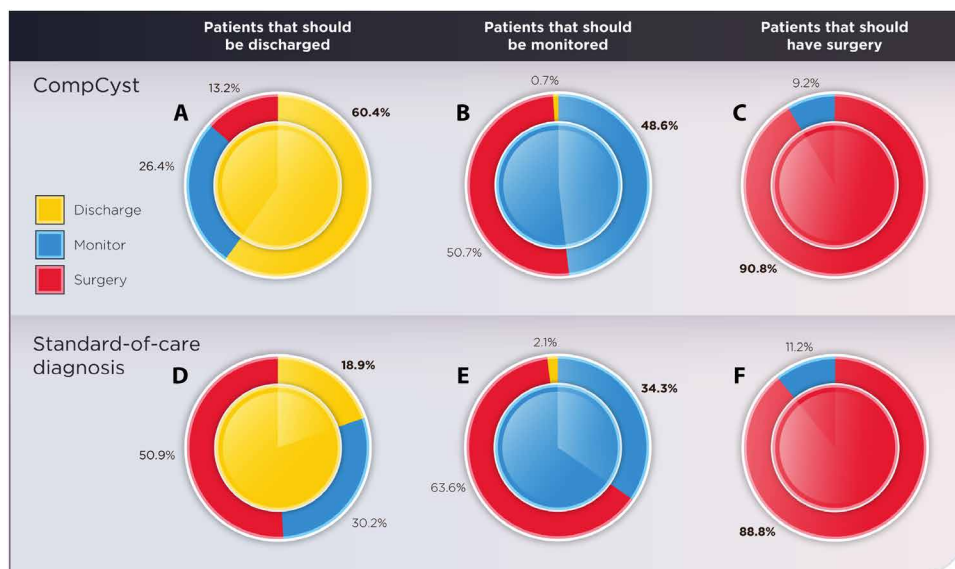 Patients that should
be discharged
Patients that should
be monitored
Patients that should
have surgery
CompCyst
A
13.2%
60.4%
26.4%
B
0.7%
48.6%
50.7%
C
9.2%
90.8%
Discharge
Monitor
Surgery
Standard-of-care
diagnosis
D
18.9%
50.9%
30.2%
E
2.1%
34.3%
63.6%
F
11.2%
88.8%